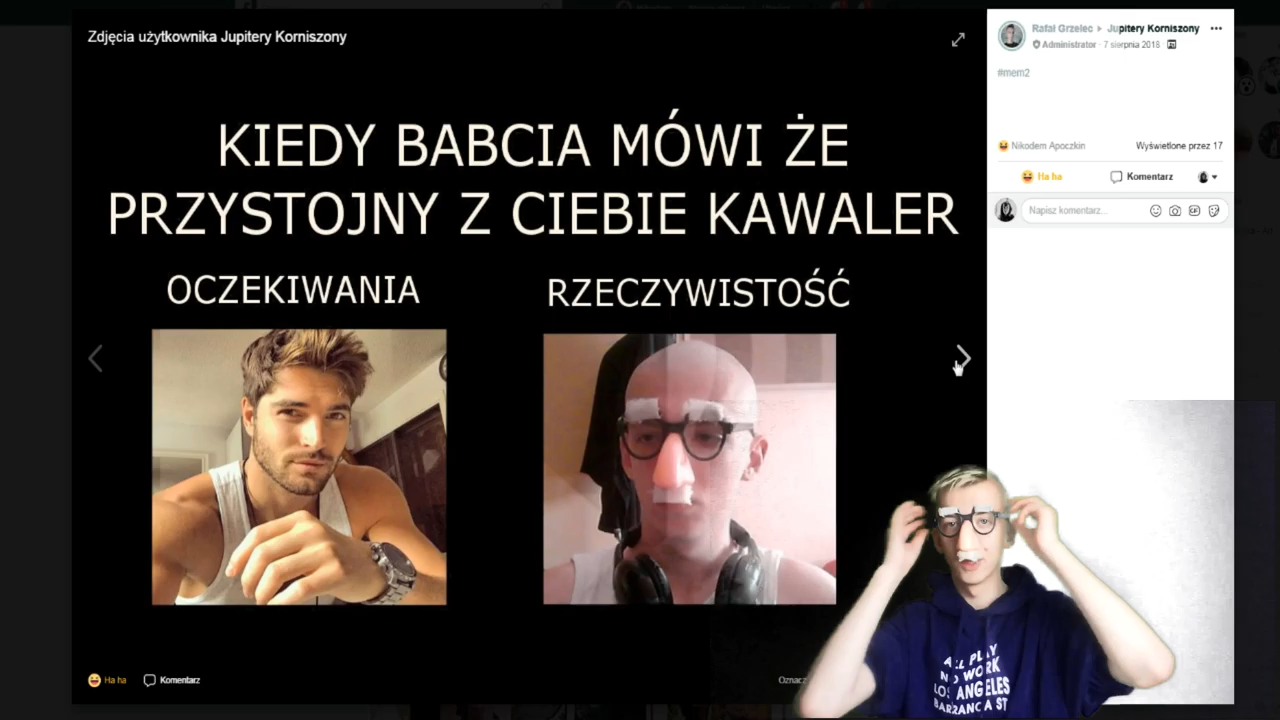 Zdjęcia użytkownika Jupitery Korniszony
KIEDY BABCIA MÓWI ŻE
PRZYSTOJNY Z CIEBIE KAWALER
OCZEKIWANIA
RZECZYWISTOŚĆ
Ha ha
Komentarz
Oznacz
Rafał Grzelec
Jupitery Korniszony
Administrator · 7 sierpnia 2018
#mem2
Nikodem Apoczkin
Wyświetlone przez 17
Ha ha
Komentarz
Napisz komentarz...
GIF
ALL PLAY
NO WORK
LOS ANGELES